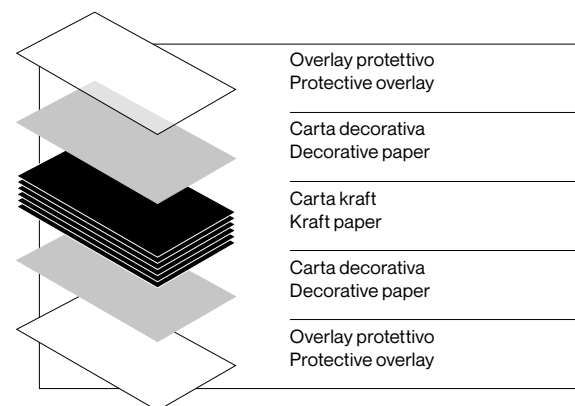 Overlay protettivo
Protective overlay
Carta decorativa
Decorative paper
Carta kraft
Kraft paper
Carta decorativa
Decorative paper
Overlay protettivo
Protective overlay